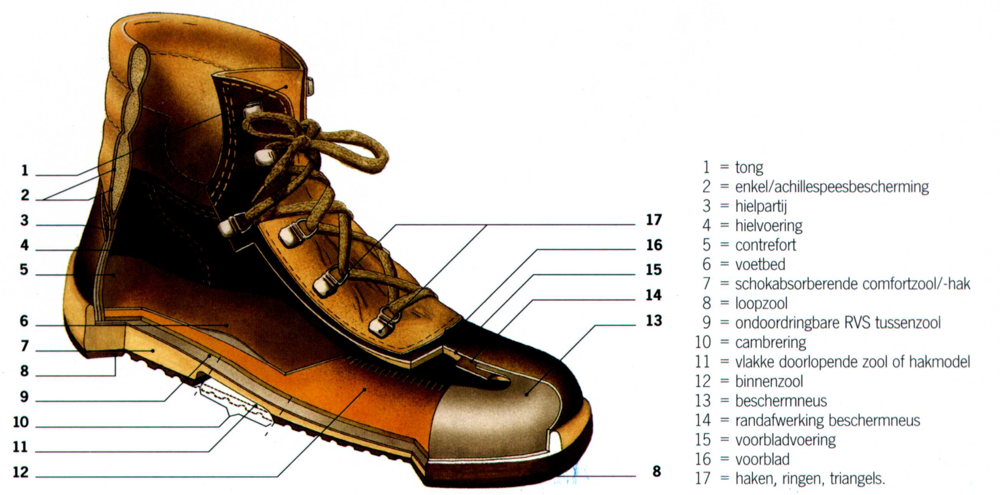 1
2
3
4
5
6
7
8
9
10
11
12
17
16
15
14
13
8
1 = tong
2 = enkel/achillespeesbescherming
3 = hielpartij
4 = hielvoering
5 = contrefort
6 = voetbed
7 = schokabsorberende comfortzool/-hak
8 = loopzool
9 = ondoordringbare RVS tussenzool
10 = cambrering
11 = vlakke doorlopende zool of hakmodel
12 = binnenzool
13 = beschermneus
14 = randafwerking beschermneus
15 = voorbladvoering
16 = voorblad
17 = haken, ringen, triangels.